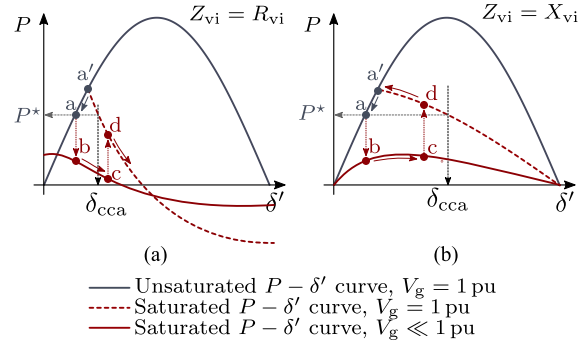 P
Z_vi = R_vi
a′
a
P*
d
b
c
δ_cca
δ′
(a)
P
Z_vi = X_vi
a′
d
a
P*
b
c
δ_cca
δ′
(b)
Unsaturated P − δ′ curve, V_g = 1 pu
Saturated P − δ′ curve, V_g = 1 pu
Saturated P − δ′ curve, V_g ≪ 1 pu